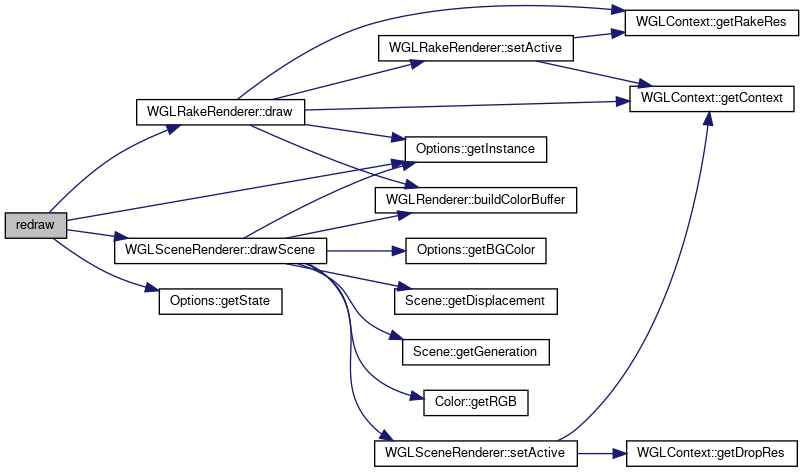 WGLContext::getRakeRes
WGLRakeRenderer::setActive
WGLContext::getContext
WGLRakeRenderer::draw
Options::getInstance
WGLRenderer::buildColorBuffer
redraw
WGLSceneRenderer::drawScene
Options::getBGColor
Options::getState
Scene::getDisplacement
Scene::getGeneration
Color::getRGB
WGLSceneRenderer::setActive
WGLContext::getDropRes